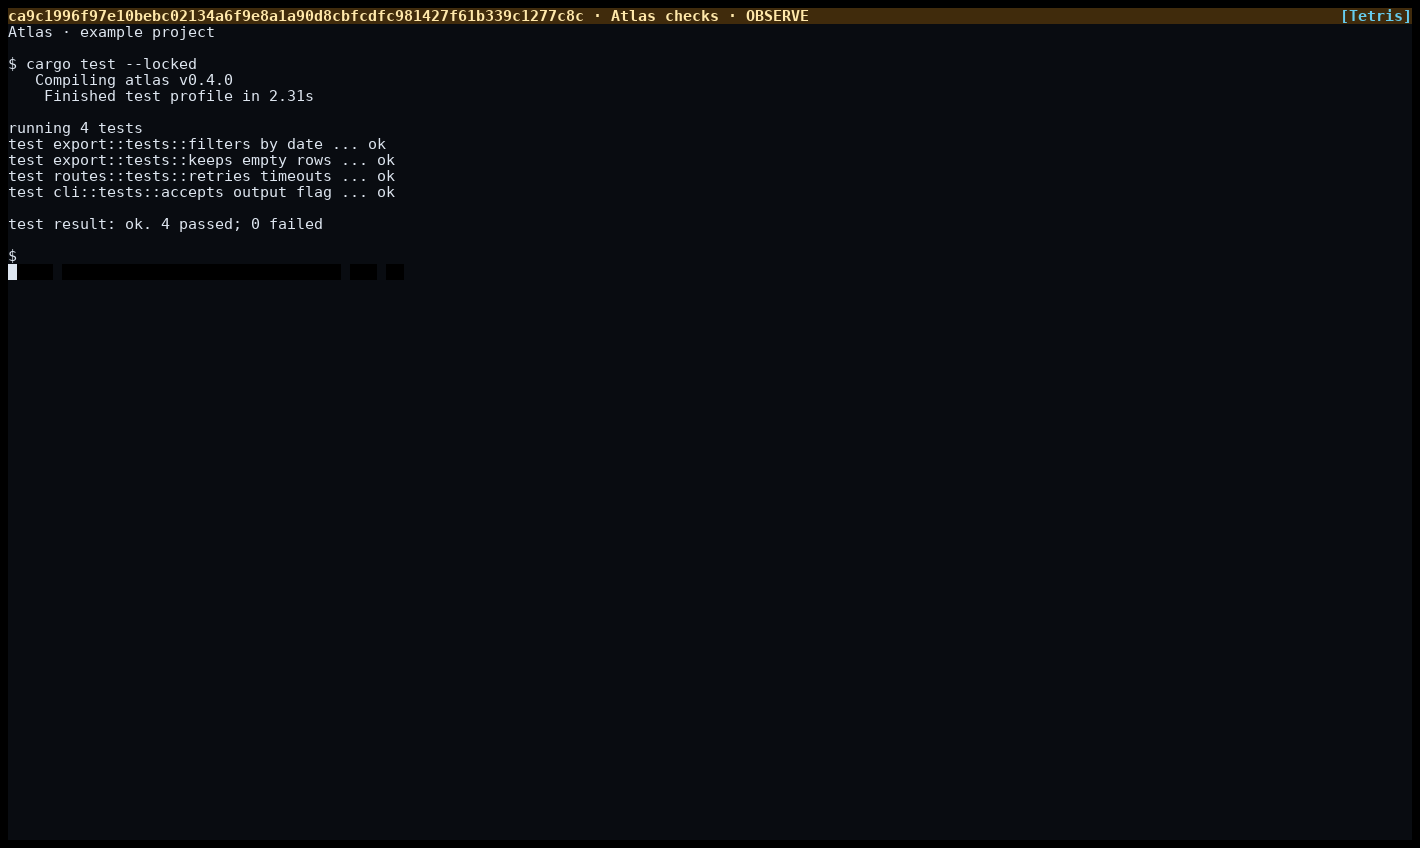 ca9c1996f97e10bebc02134a6f9e8a1a90d8cbfcdfc981427f61b339c1277c8c · Atlas checks · OBSERVE [Tetris]
Atlas · example project
$ cargo test --locked
Compiling atlas v0.4.0
Finished test profile in 2.31s
running 4 tests
test export::tests::filters by date ... ok
test export::tests::keeps empty rows ... ok
test routes::tests::retries timeouts ... ok
test cli::tests::accepts output flag ... ok
test result: ok. 4 passed; 0 failed
$